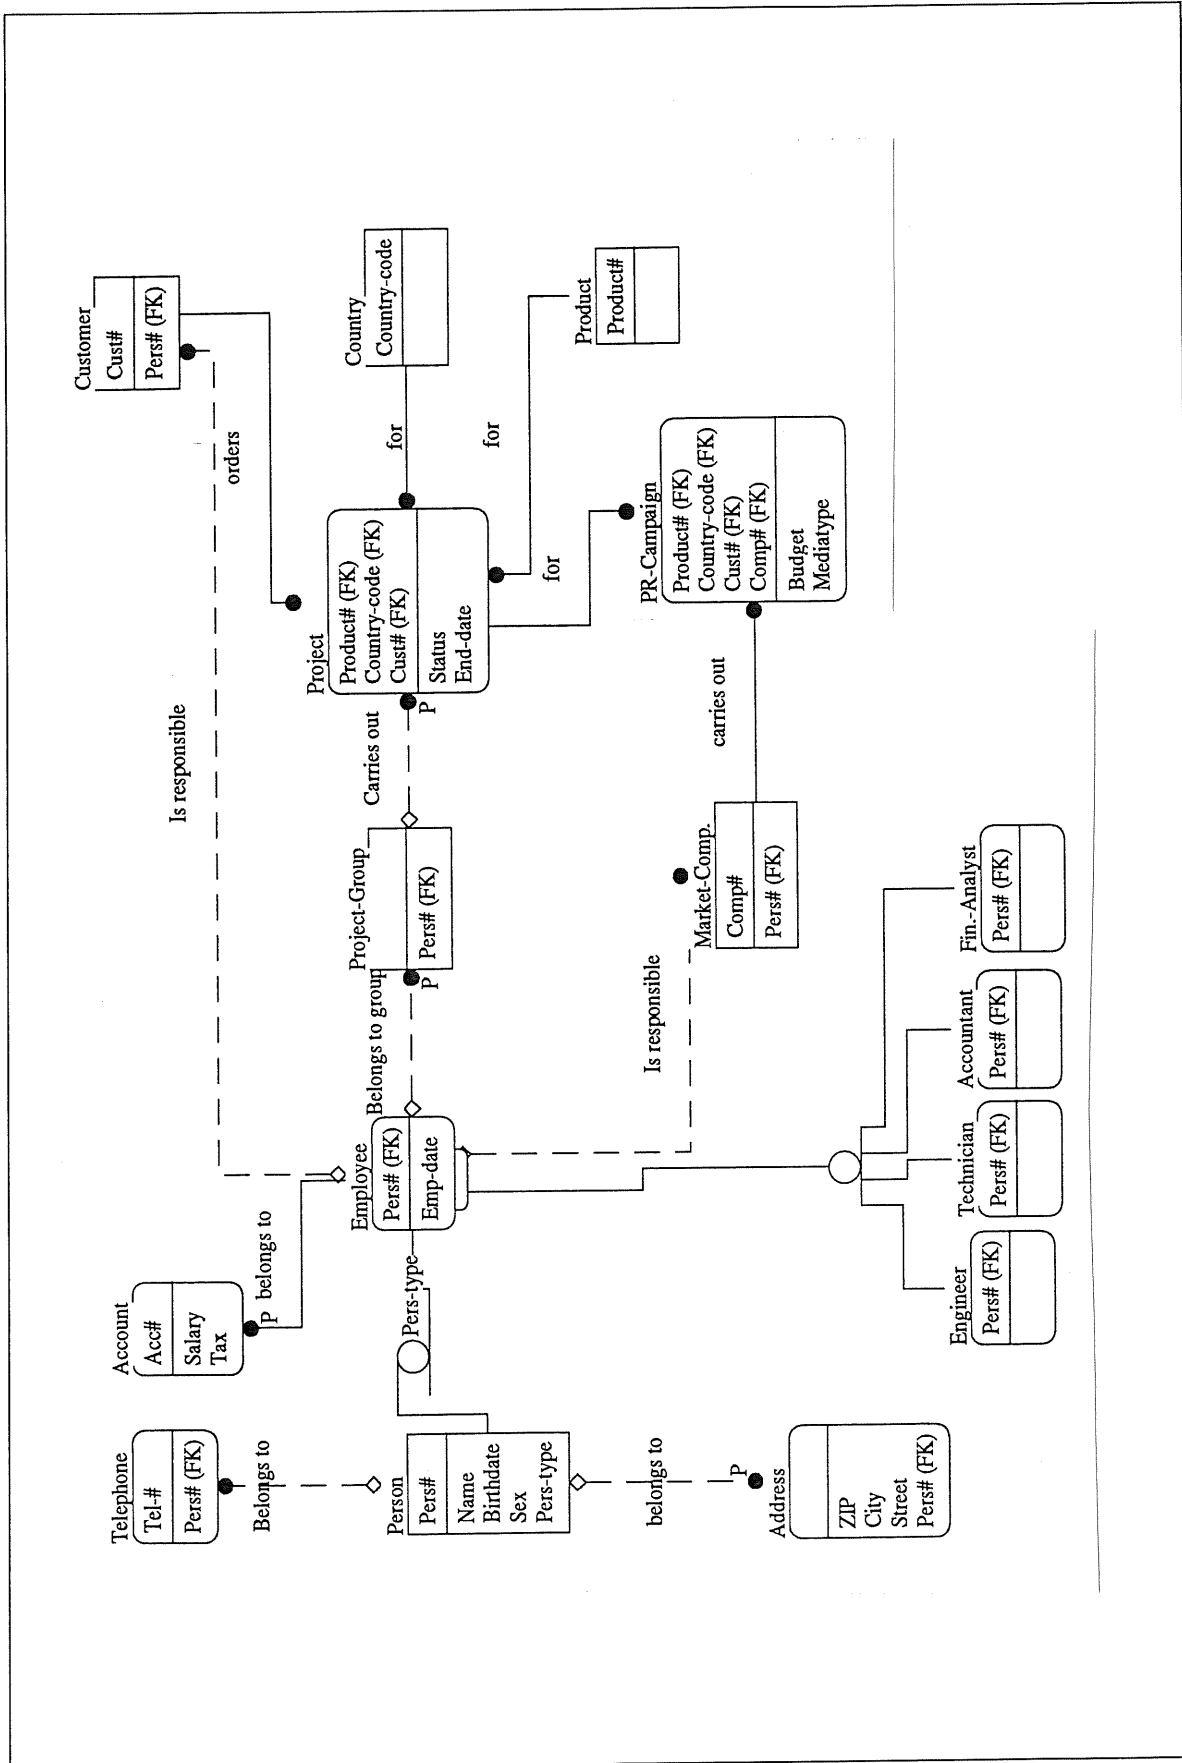 Telephone
Tel-#
Pers# (FK)
Belongs to
Account
Acc#
Salary
Tax
P
belongs to
Customer
Cust#
Pers# (FK)
orders
Is responsible
Person
Pers#
Name
Birthdate
Sex
Pers-type
Pers-type
Employee
Pers# (FK)
Emp-date
Belongs to group
P
Project-Group
Pers# (FK)
Carries out
P
Project
Product# (FK)
Country-code (FK)
Cust# (FK)
Status
End-date
for
Country
Country-code
for
for
Product
Product#
belongs to
P
Address
ZIP
City
Street
Pers# (FK)
Is responsible
Market-Comp.
Comp#
Pers# (FK)
carries out
PR-Campaign
Product# (FK)
Country-code (FK)
Cust# (FK)
Comp# (FK)
Budget
Mediatype
Engineer
Pers# (FK)
Technician
Pers# (FK)
Accountant
Pers# (FK)
Fin.-Analyst
Pers# (FK)